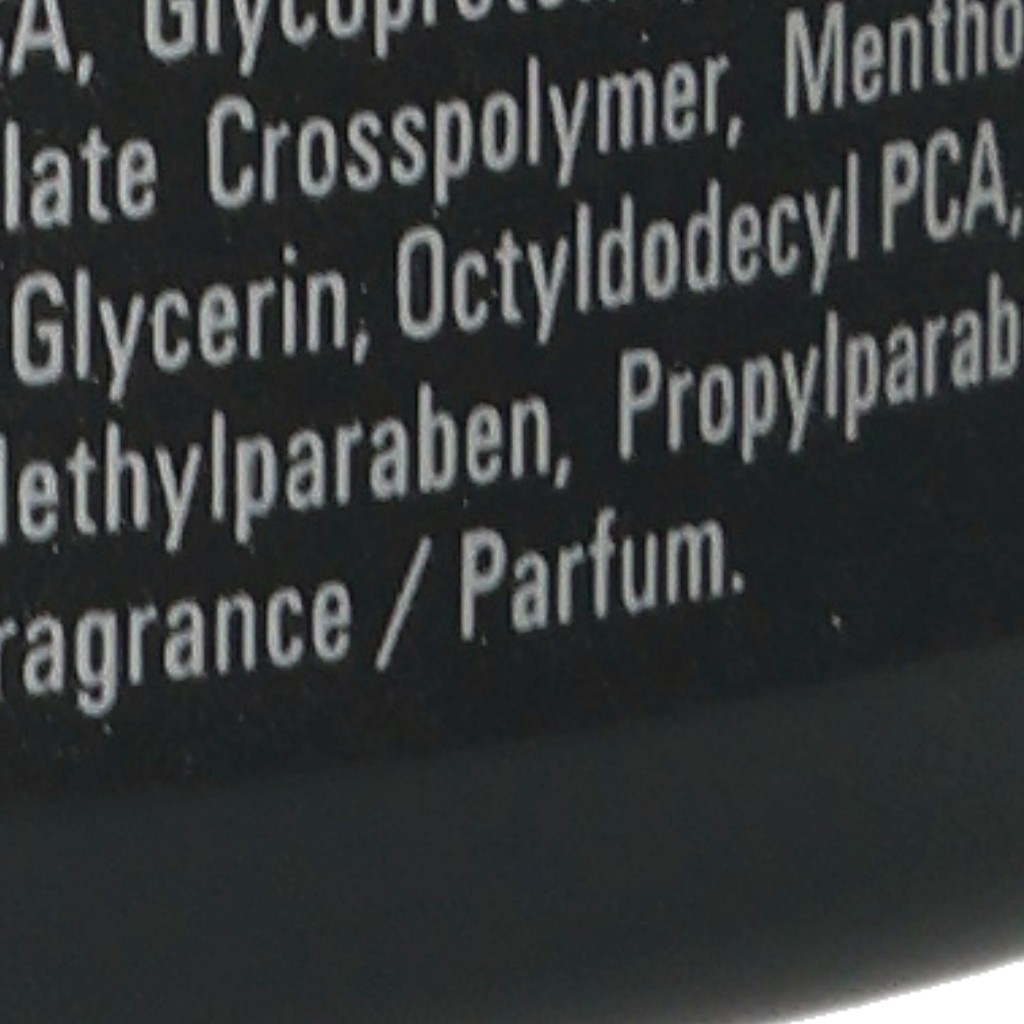 Glycoprote
late Crosspolymer, Mentho
Glycerin, Octyldodecyl PCA,
ethylparaben, Propylparab
ragrance / Parfum.